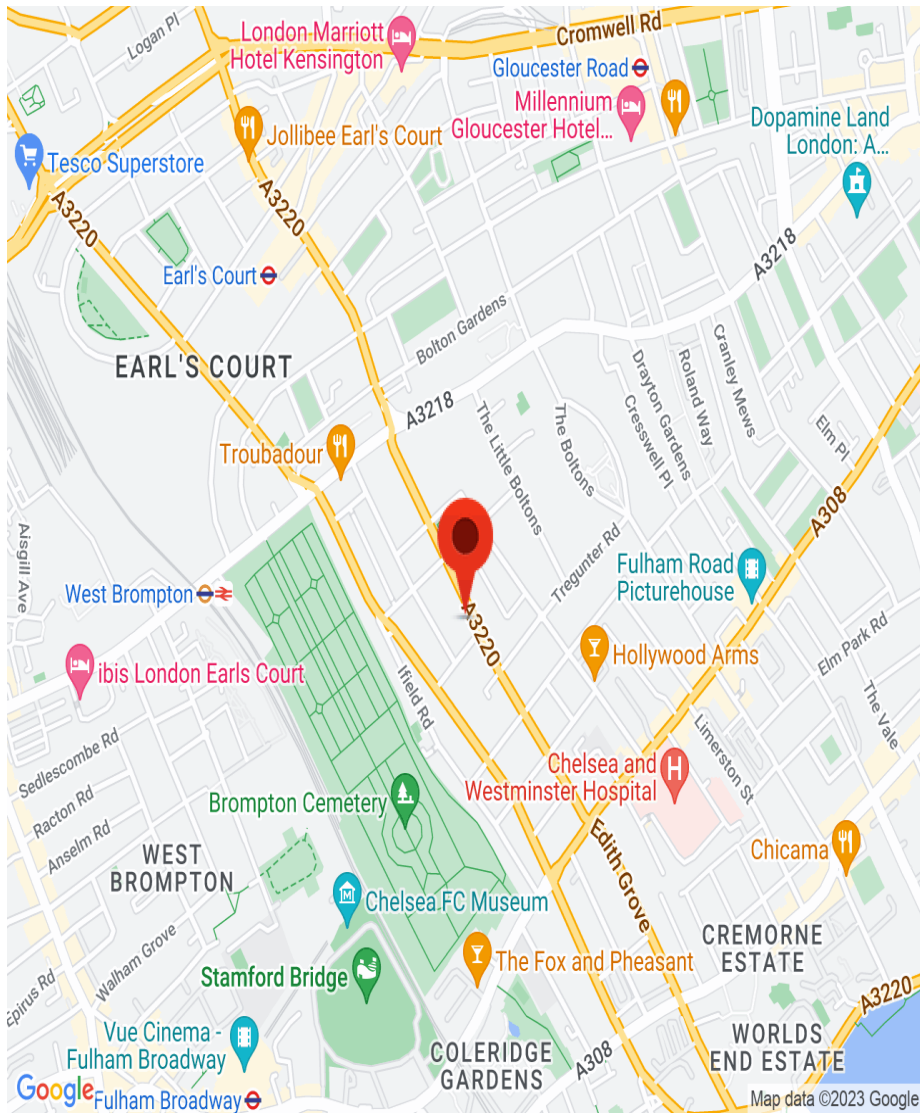 Logan Pl
London Marriott
Hotel Kensington
Cromwell Rd
Gloucester Road
Millennium
Gloucester Hotel...
Dopamine Land
London: A...
Jollibee Earl's Court
Tesco Superstore
A3220
A3220
A3218
Earl's Court
Bolton Gardens
EARL'S COURT
A3218
Cranley Mews
Roland Way
Drayton Gardens
Cresswell Pl
The Boltons
The Little Boltons
Elm Pl
Troubadour
A308
Aisgill Ave
Tregunter Rd
Fulham Road
Picturehouse
West Brompton
A3220
Hollywood Arms
Elm Park Rd
ibis London Earls Court
Ifield Rd
The Vale
Limerston St
Sedlescombe Rd
Chelsea and
Westminster Hospital
Racton Rd
Brompton Cemetery
Anselm Rd
Edith Grove
Chicama
WEST
BROMPTON
Chelsea FC Museum
CREMORNE
ESTATE
Walham Grove
The Fox and Pheasant
Stamford Bridge
Epirus Rd
A3220
Vue Cinema -
Fulham Broadway
WORLDS
END ESTATE
COLERIDGE
GARDENS
A308
Google
Fulham Broadway
Map data ©2023 Google